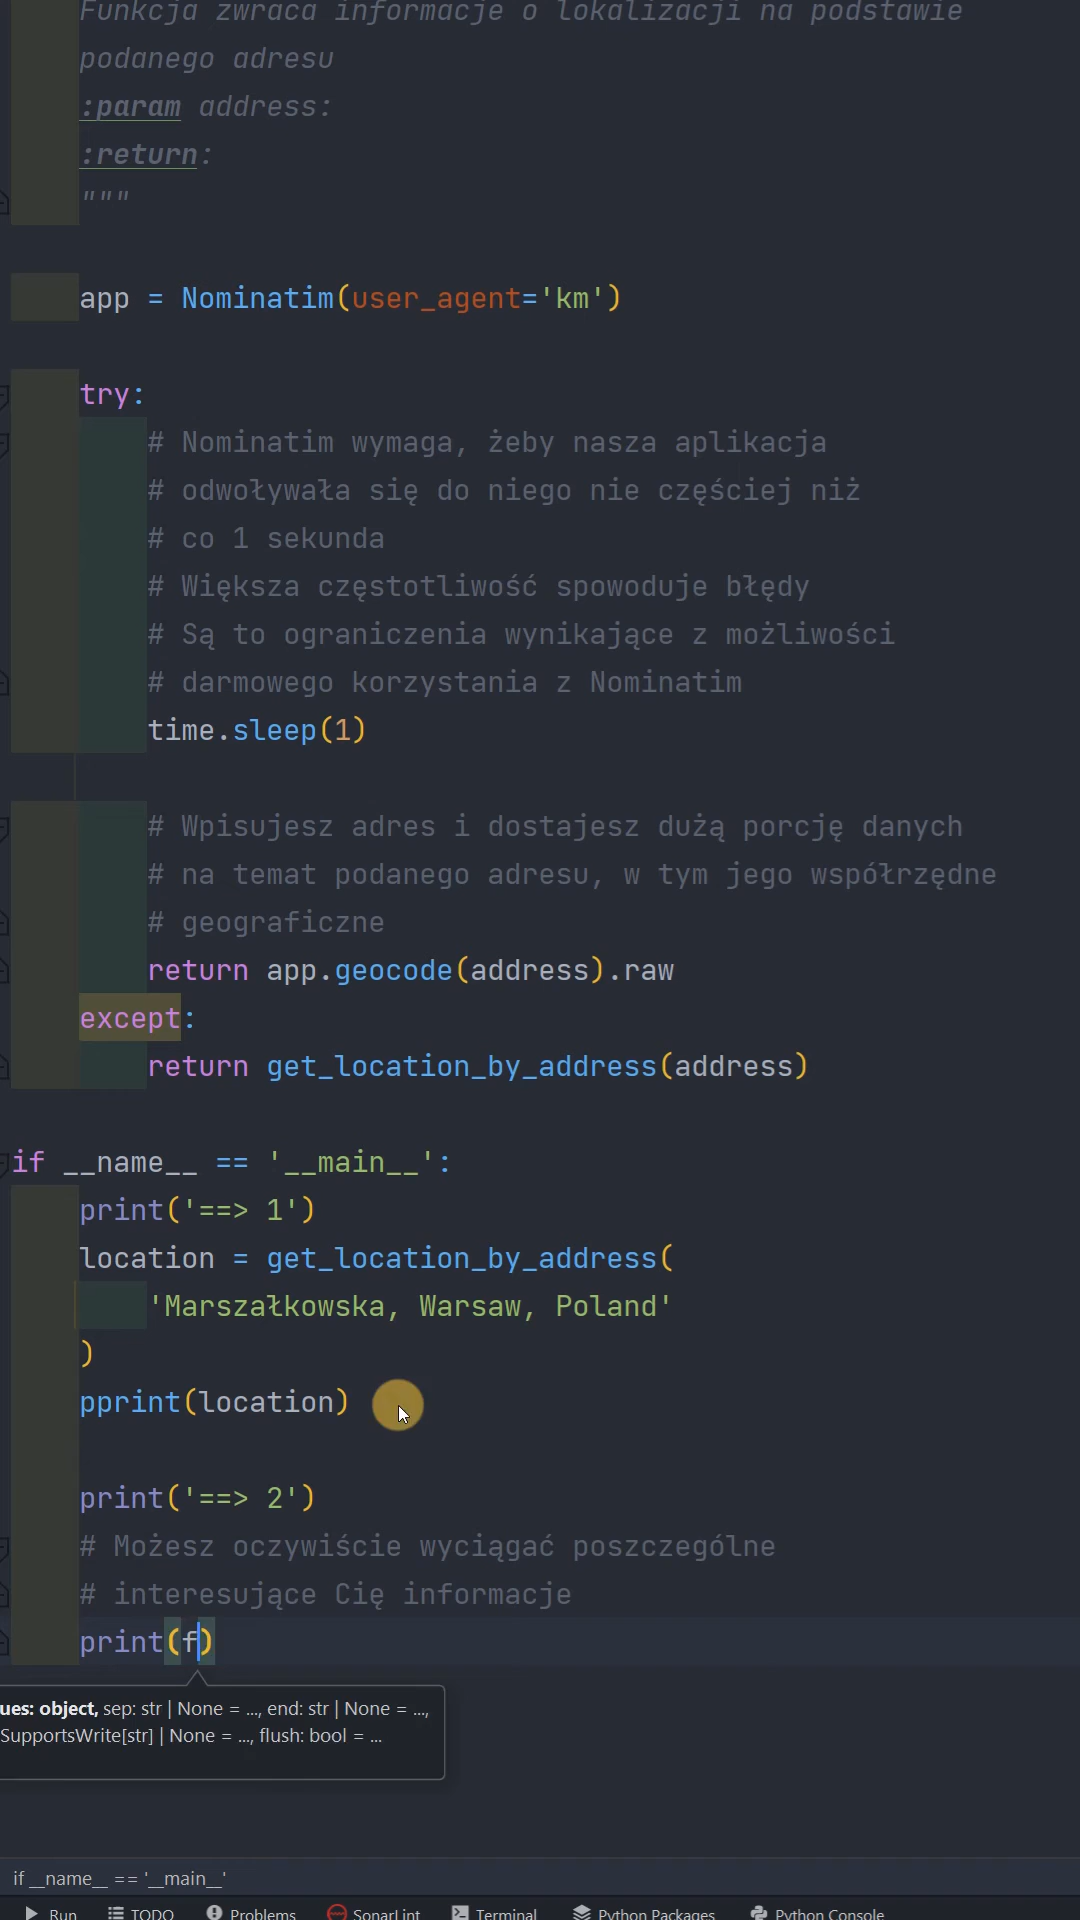 Funkcja zwraca informacje o lokalizacji na podstawie
podanego adresu
:param address:
:return:
"""
app = Nominatim(user_agent='km')
try:
# Nominatim wymaga, żeby nasza aplikacja
# odwoływała się do niego nie częściej niż
# co 1 sekunda
# Większa częstotliwość spowoduje błędy
# Są to ograniczenia wynikające z możliwości
# darmowego korzystania z Nominatim
time.sleep(1)
# Wpisujesz adres i dostajesz dużą porcję danych
# na temat podanego adresu, w tym jego współrzędne
# geograficzne
return app.geocode(address).raw
except:
return get_location_by_address(address)
if __name__ == '__main__':
print('==> 1')
location = get_location_by_address(
'Marszałkowska, Warsaw, Poland'
)
pprint(location)
print('==> 2')
# Możesz oczywiście wyciągać poszczególne
# interesujące Cię informacje
print(f)
ues: object, sep: str | None = ..., end: str | None = ...,
SupportsWrite[str] | None = ..., flush: bool = ...
if __name__ == '__main__'
Run TODO Problems SonarLint Terminal Python Packages Python Console